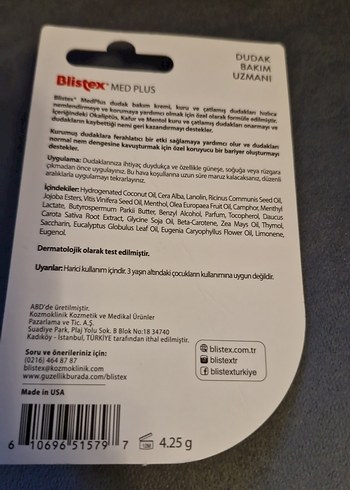 DUDAK
BAKIM
UZMANI
Blistex® MED PLUS
Blistex® MedPlus dudak bakım kremi, kuru ve çatlamış dudakları hızlıca
nemlendirmeye ve korumaya yardımcı olmak için özel olarak formüle edilmiştir.
İçeriğindeki Okaliptüs, Kafur ve Mentol kuru ve çatlamış dudakları onarmayı ve
dudakların kaybettiği nemi geri kazandırmayı destekler.
Kurumuş dudaklara ferahlatıcı bir etki sağlamaya yardımcı olur ve dudakları
normal nem dengesine kavuşturmak için özel koruyucu bir bariyer oluşturmayı
destekler.
Uygulama: Dudaklarınıza ihtiyaç duydukça ve özellikle güneşe, soğuğa veya rüzgara
çıkmadan önce uygulayınız. Bu hava koşullarına uzun süre maruz kalacaksanız, düzenli
aralıklarla uygulamayı tekrarlayınız.
İçindekiler: Hydrogenated Coconut Oil, Cera Alba, Lanolin, Ricinus Communis Seed Oil,
Jojoba Esters, Vitis Vinifera Seed Oil, Menthol, Olea Europaea Fruit Oil, Camphor, Menthyl
Lactate, Butyrospermum Parkii Butter, Benzyl Alcohol, Parfum, Tocopherol, Daucus
Carota Sativa Root Extract, Glycine Soja Oil, Beta-Carotene, Zea Mays Oil, Thymol,
Saccharin, Eucalyptus Globulus Leaf Oil, Eugenia Caryophyllus Flower Oil, Limonene,
Eugenol.
Dermatolojik olarak test edilmiştir.
Uyarılar: Harici kullanım içindir. 3 yaşın altındaki çocukların kullanımına uygun değildir.
ABD'de üretilmiştir.
Kozmoklinik Kozmetik ve Medikal Ürünler
Pazarlama ve Tic. A.Ş.
Suadiye Park, Plaj Yolu Sok. 8 Blok No:18 34740
Kadıköy - İstanbul, TÜRKİYE tarafından ithal edilmiştir.
Soru ve önerileriniz için:
(0216) 464 87 87
blistex@kozmoklinik.com
www.guzellikburada.com/blistex
blistex.com.tr
blistextr
blistexturkiye
Made in USA
6 10696 51579 7
12M
4.25 g